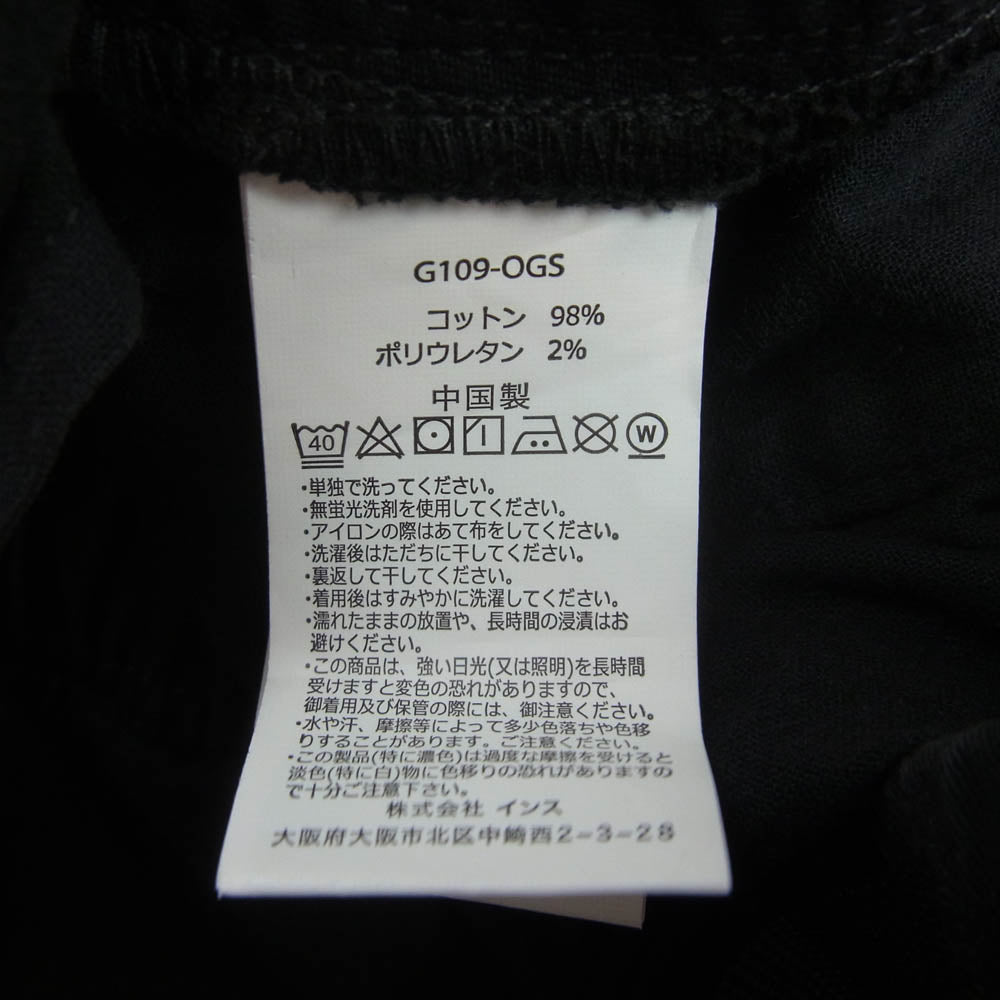 G109-OGS
コットン 98%
ポリウレタン 2%
中国製
40 W
・単独で洗ってください。
・無蛍光洗剤を使用してください。
・アイロンの際はあて布をしてください。
・洗濯後はただちに干してください。
・裏返して干してください。
・着用後はすみやかに洗濯してください。
・濡れたままの放置や、長時間の浸漬はお
避けください。
・この商品は、強い日光(又は照明)を長時間
受けますと変色の恐れがありますので、
御着用及び保管の際には、御注意ください。
・水や汗、摩擦等によって多少色落ちや色移
りすることがあります。ご注意ください。
・この製品(特に濃色)は過度な摩擦を受けると
淡色(特に白)物に色移りの恐れがありますの
で十分ご注意下さい。
株式会社 インス
大阪府大阪市北区中崎西2-3-28